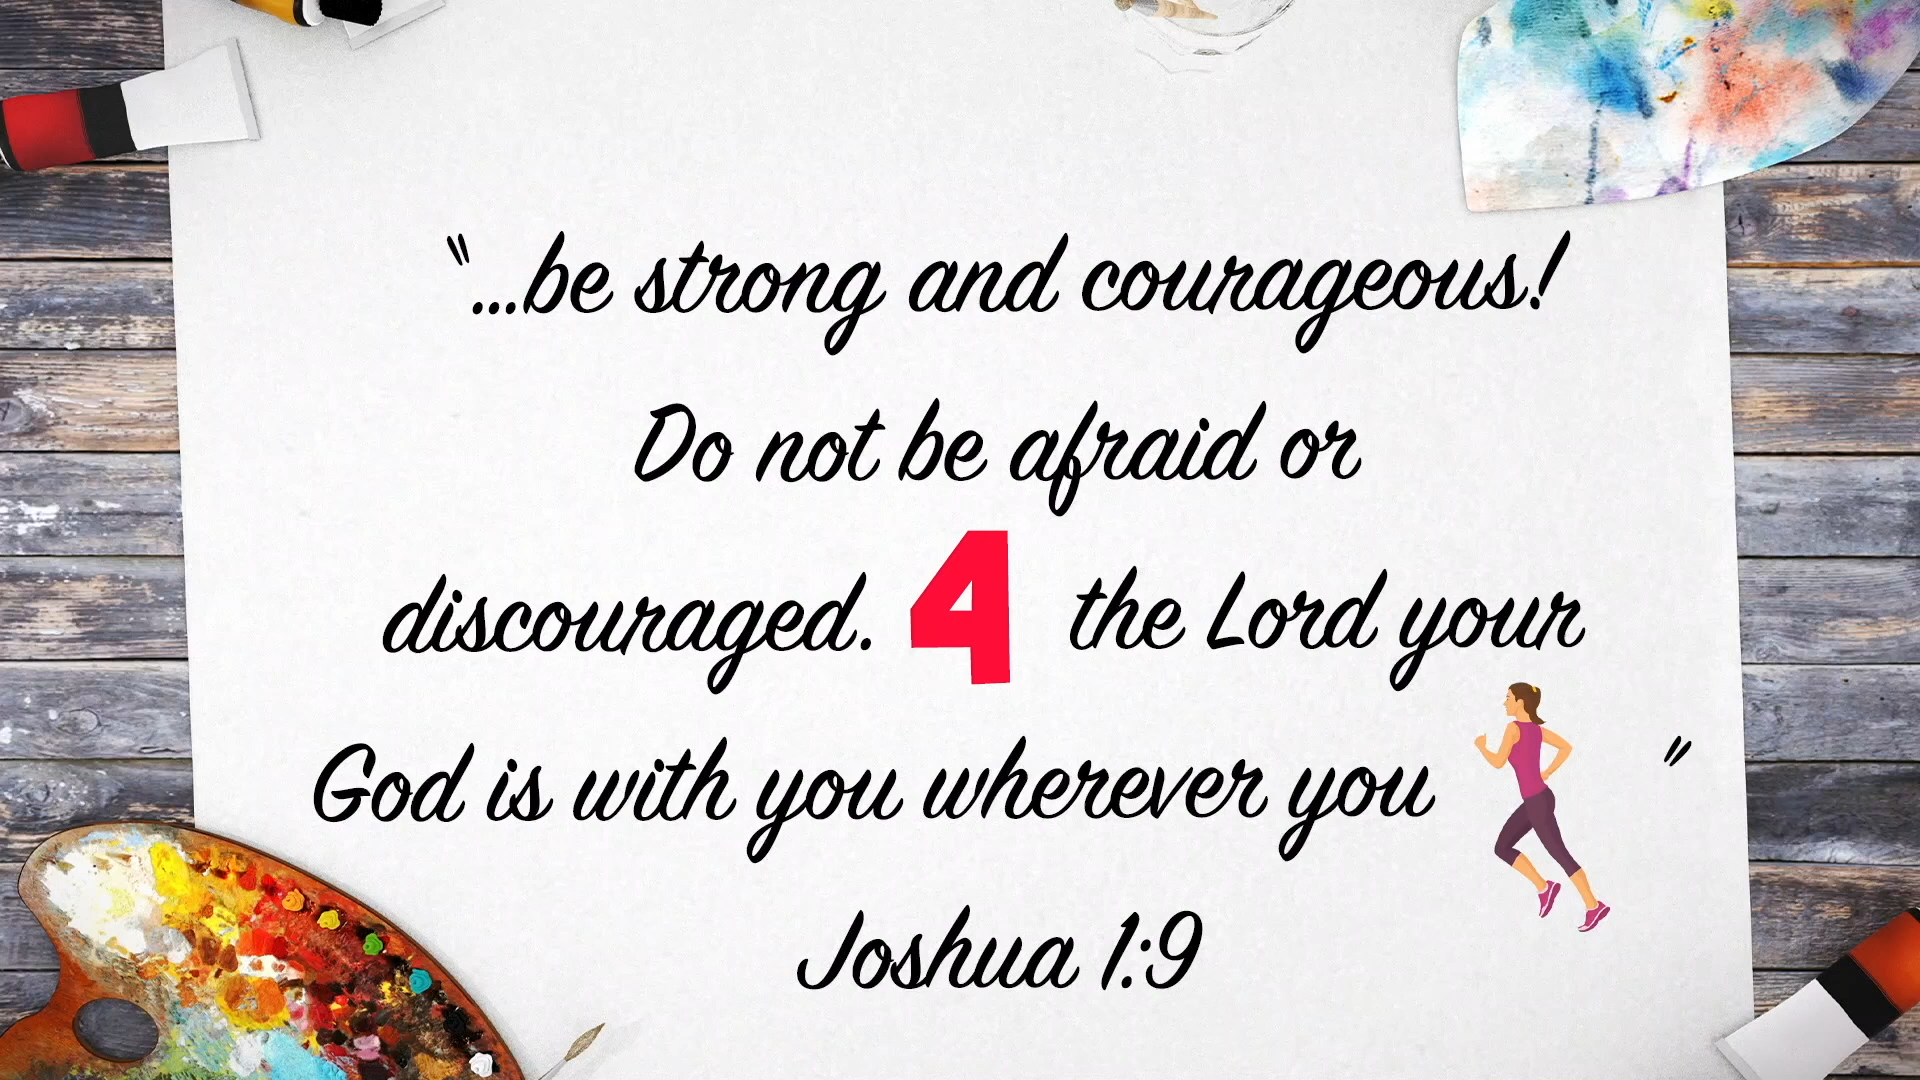 "...be strong and courageous!
Do not be afraid or
discouraged. 4 the Lord your
God is with you wherever you "
Joshua 1:9